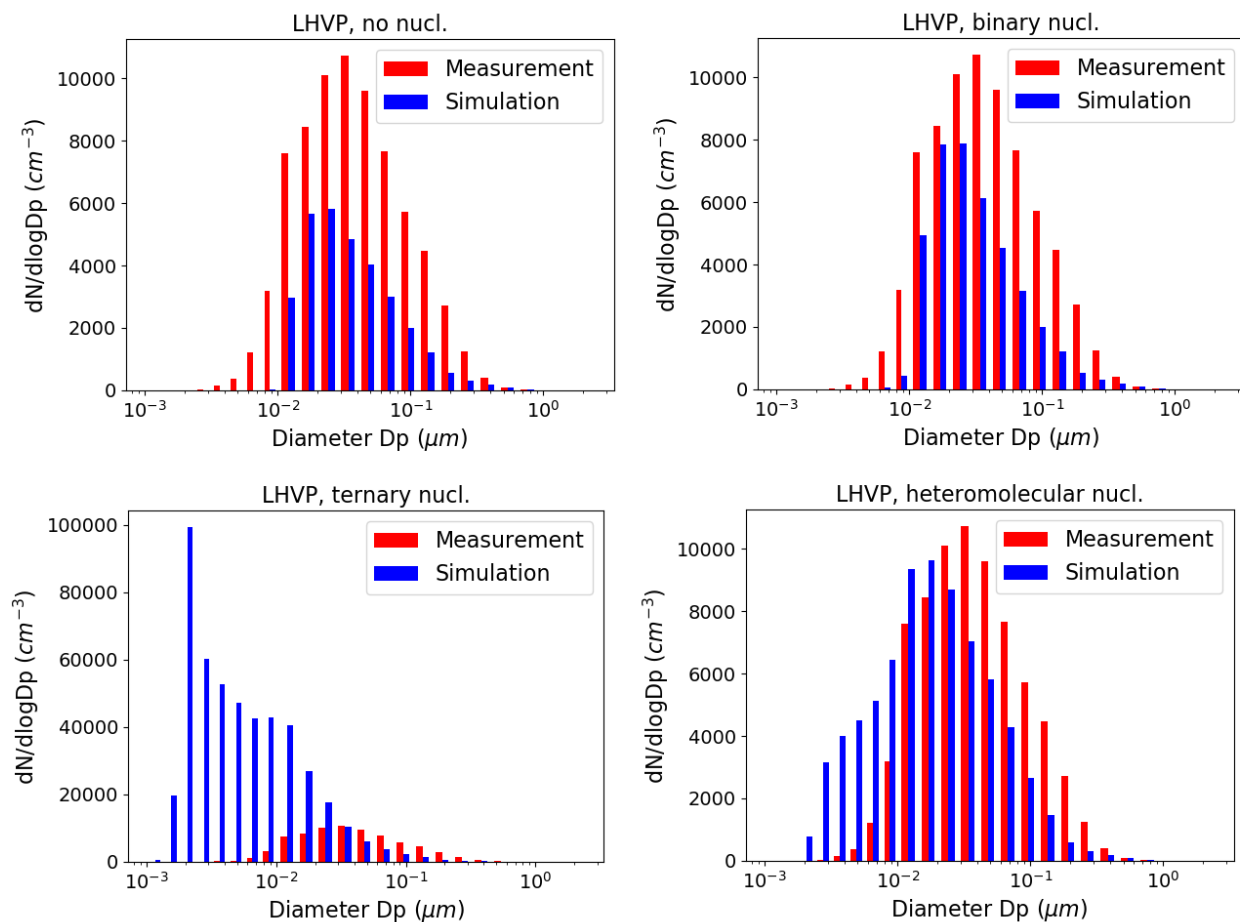 LHVP, no nucl.
dN/dlogDp (cm⁻³)
10000
8000
6000
4000
2000
0
Measurement
Simulation
10⁻³ 10⁻² 10⁻¹ 10⁰
Diameter Dp (μm)
LHVP, binary nucl.
dN/dlogDp (cm⁻³)
10000
8000
6000
4000
2000
0
Measurement
Simulation
10⁻³ 10⁻² 10⁻¹ 10⁰
Diameter Dp (μm)
LHVP, ternary nucl.
dN/dlogDp (cm⁻³)
100000
80000
60000
40000
20000
0
Measurement
Simulation
10⁻³ 10⁻² 10⁻¹ 10⁰
Diameter Dp (μm)
LHVP, heteromolecular nucl.
dN/dlogDp (cm⁻³)
10000
8000
6000
4000
2000
0
Measurement
Simulation
10⁻³ 10⁻² 10⁻¹ 10⁰
Diameter Dp (μm)